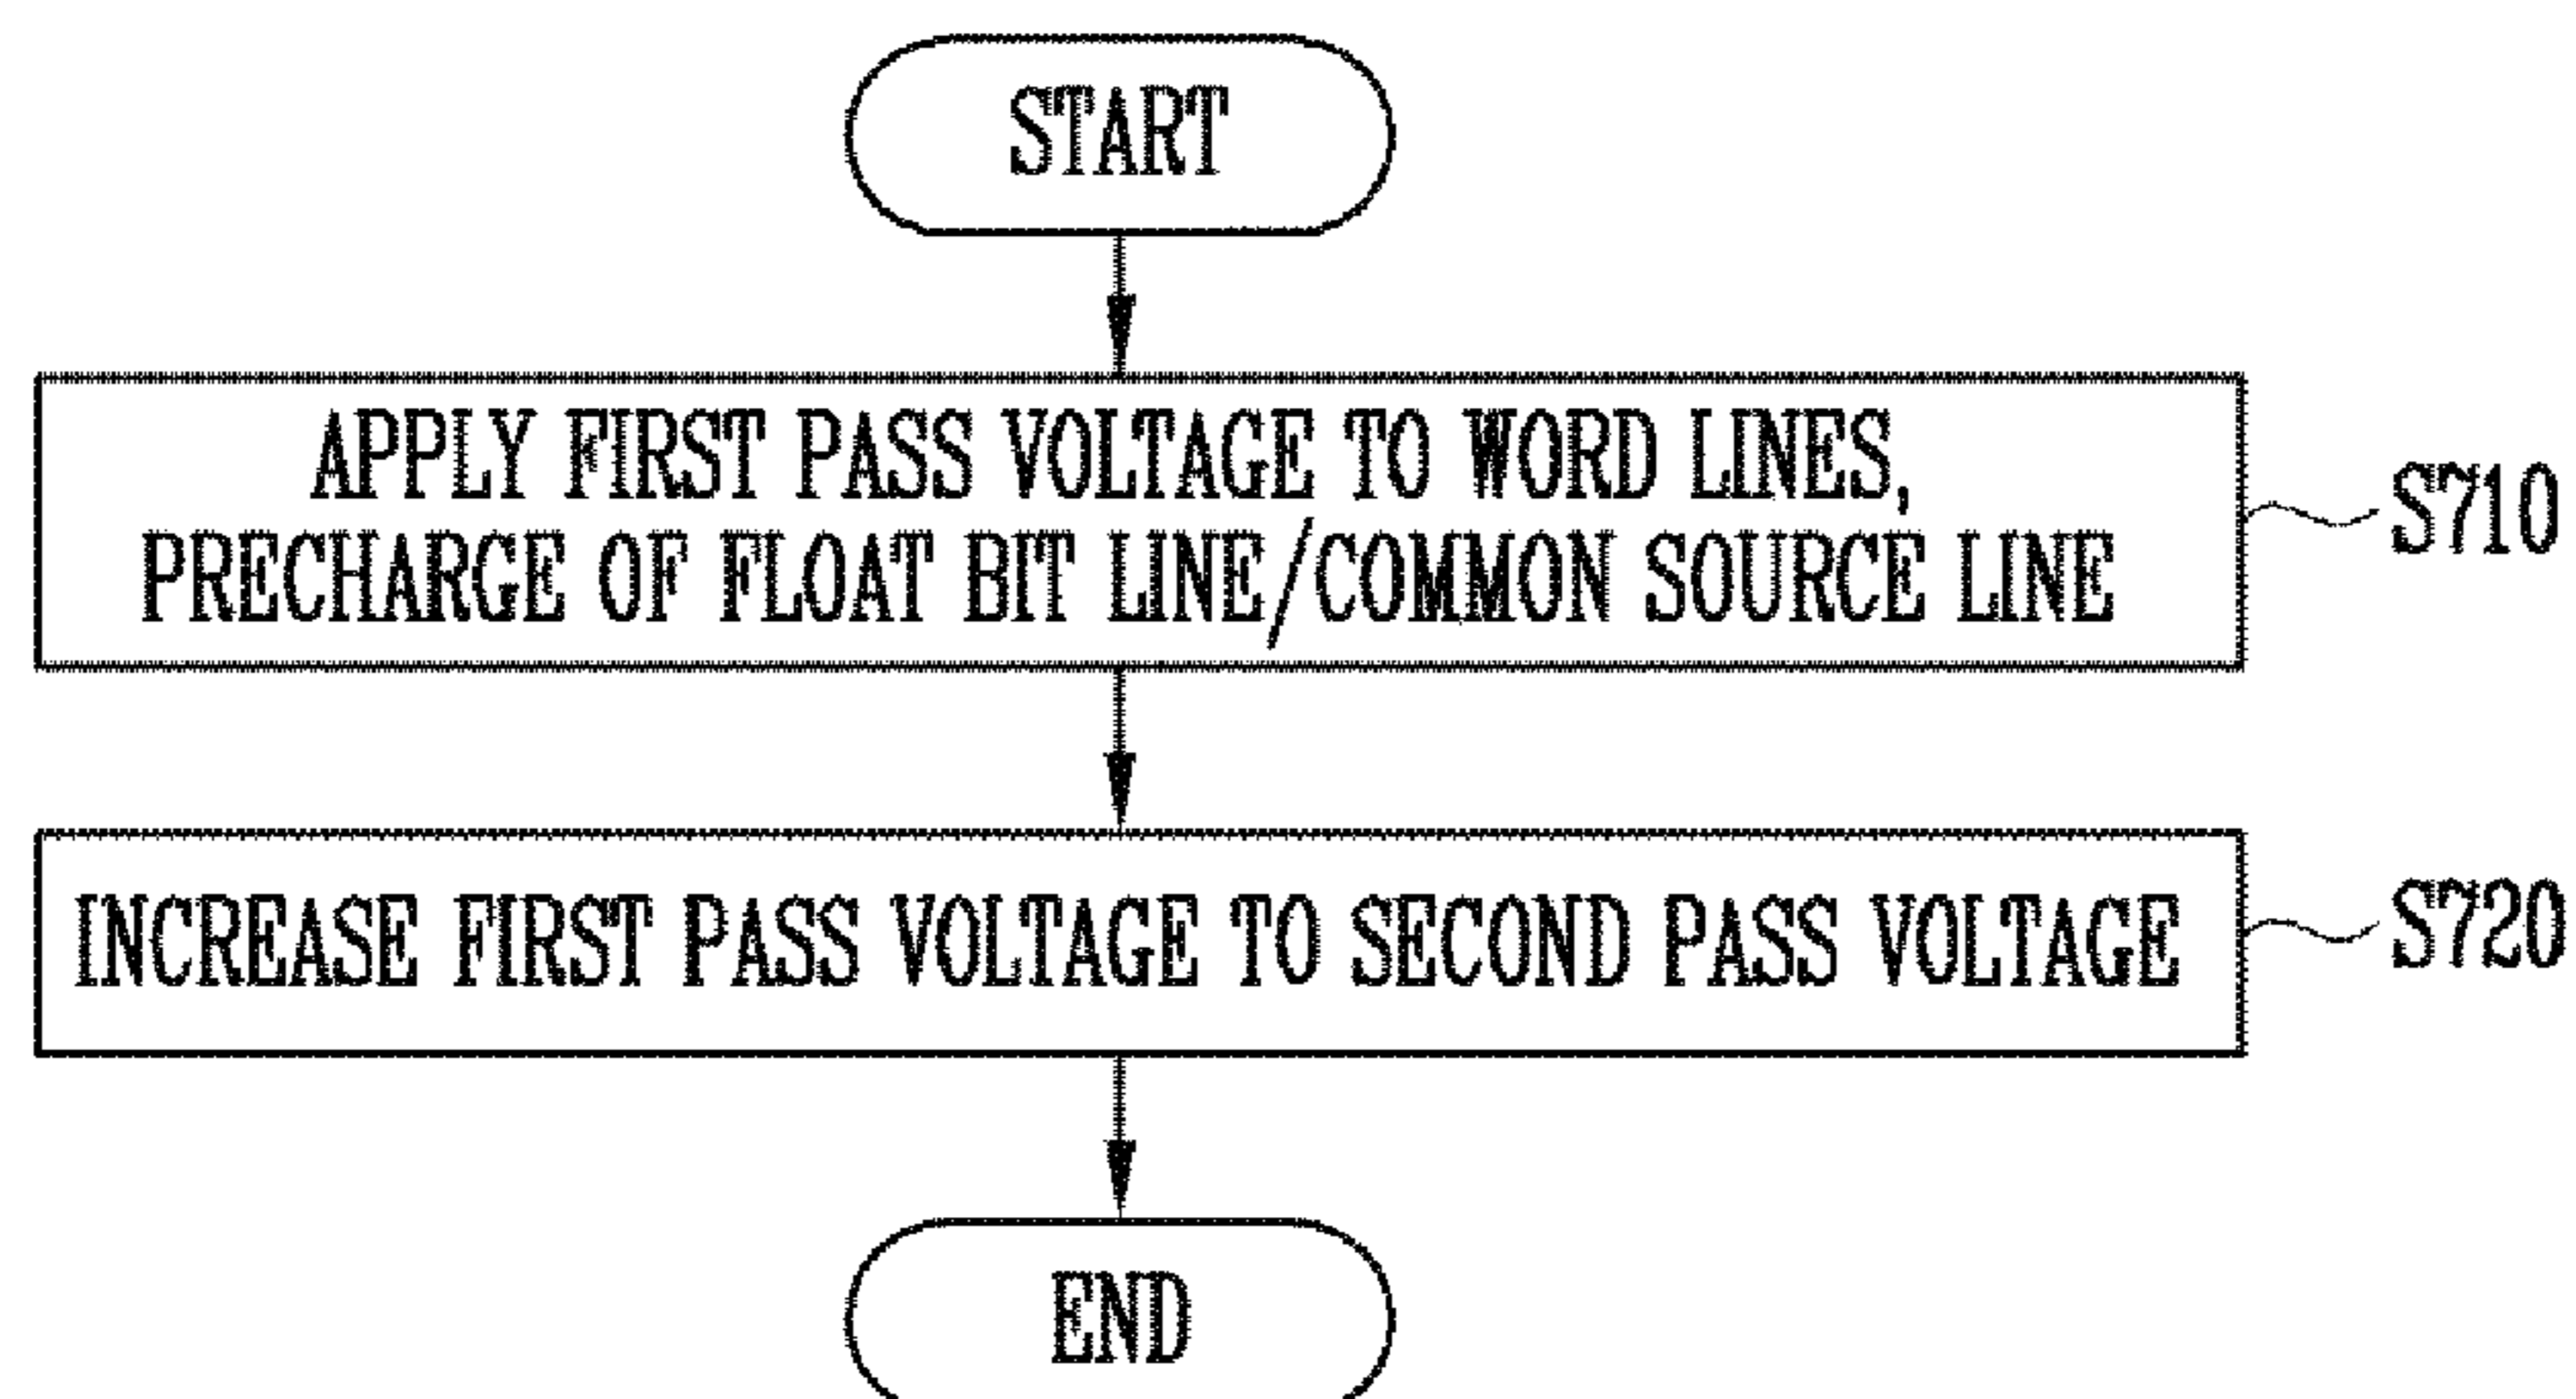 START
APPLY FIRST PASS VOLTAGE TO WORD LINES,
PRECHARGE OF FLOAT BIT LINE/COMMON SOURCE LINE
S710
INCREASE FIRST PASS VOLTAGE TO SECOND PASS VOLTAGE
S720
END